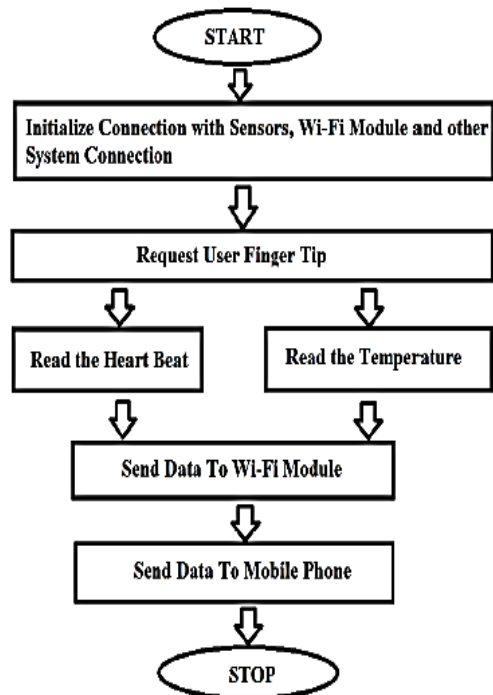 START
Initialize Connection with Sensors, Wi-Fi Module and other
System Connection
Request User Finger Tip
Read the Heart Beat
Read the Temperature
Send Data To Wi-Fi Module
Send Data To Mobile Phone
STOP